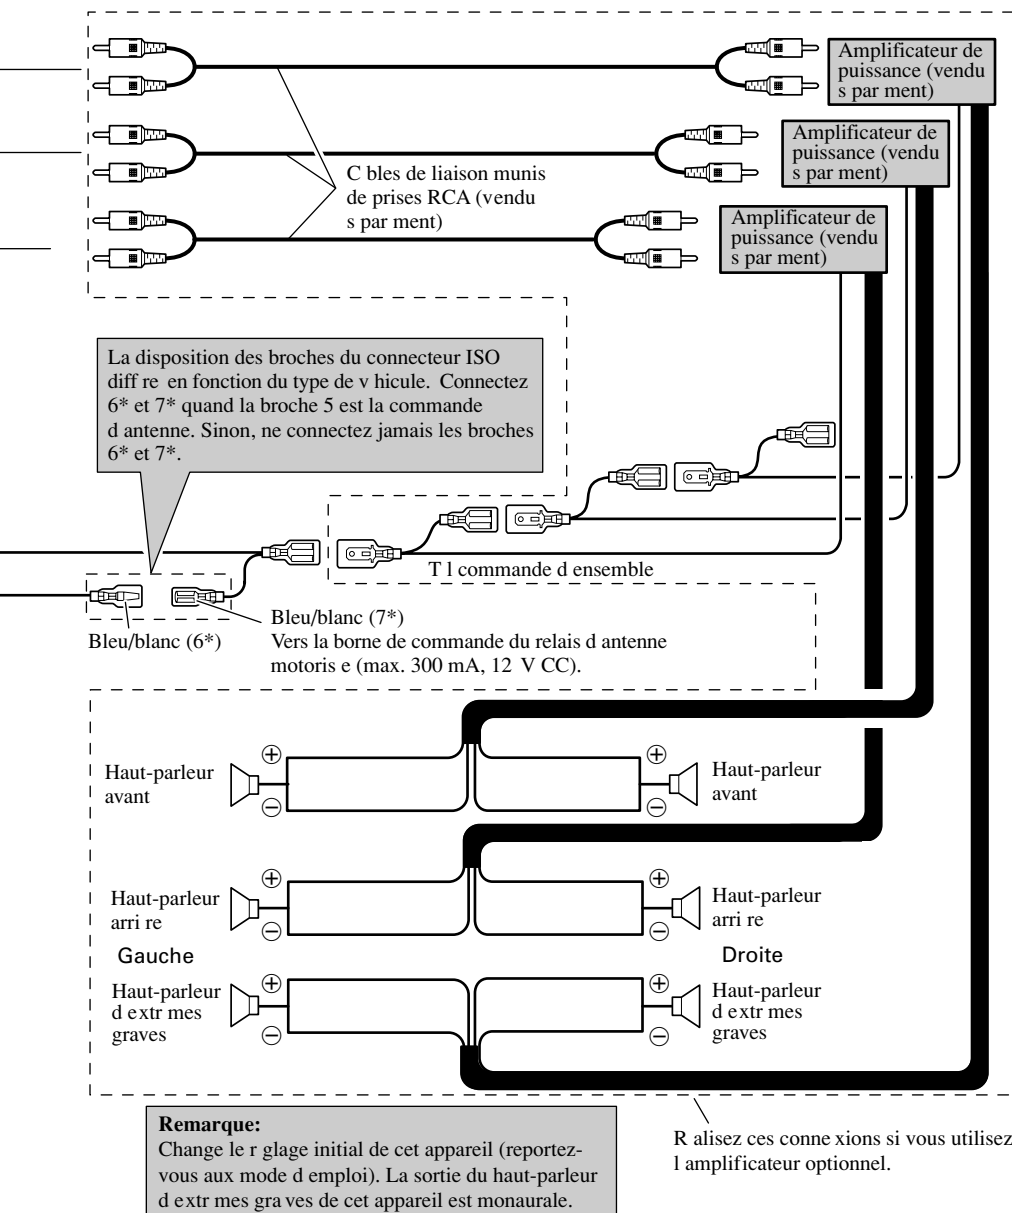 Amplificateur de
puissance (vendu
s par ment)
Amplificateur de
puissance (vendu
s par ment)
C bles de liaison munis
de prises RCA (vendu
s par ment)
Amplificateur de
puissance (vendu
s par ment)
La disposition des broches du connecteur ISO
diff re en fonction du type de v hicule. Connectez
6* et 7* quand la broche 5 est la commande
d antenne. Sinon, ne connectez jamais les broches
6* et 7*.
T l commande d ensemble
Bleu/blanc (6*)
Bleu/blanc (7*)
Vers la borne de commande du relais d antenne
motoris e (max. 300 mA, 12 V CC).
Haut-parleur
avant
+
−
+
−
Haut-parleur
avant
Haut-parleur
arri re
+
−
+
−
Haut-parleur
arri re
Gauche
Droite
Haut-parleur
d extr mes
graves
+
−
+
−
Haut-parleur
d extr mes
graves
Remarque:
Change le r glage initial de cet appareil (reportez-
vous aux mode d emploi). La sortie du haut-parleur
d extr mes gra ves de cet appareil est monaurale.
R alisez ces conne xions si vous utilisez
l amplificateur optionnel.